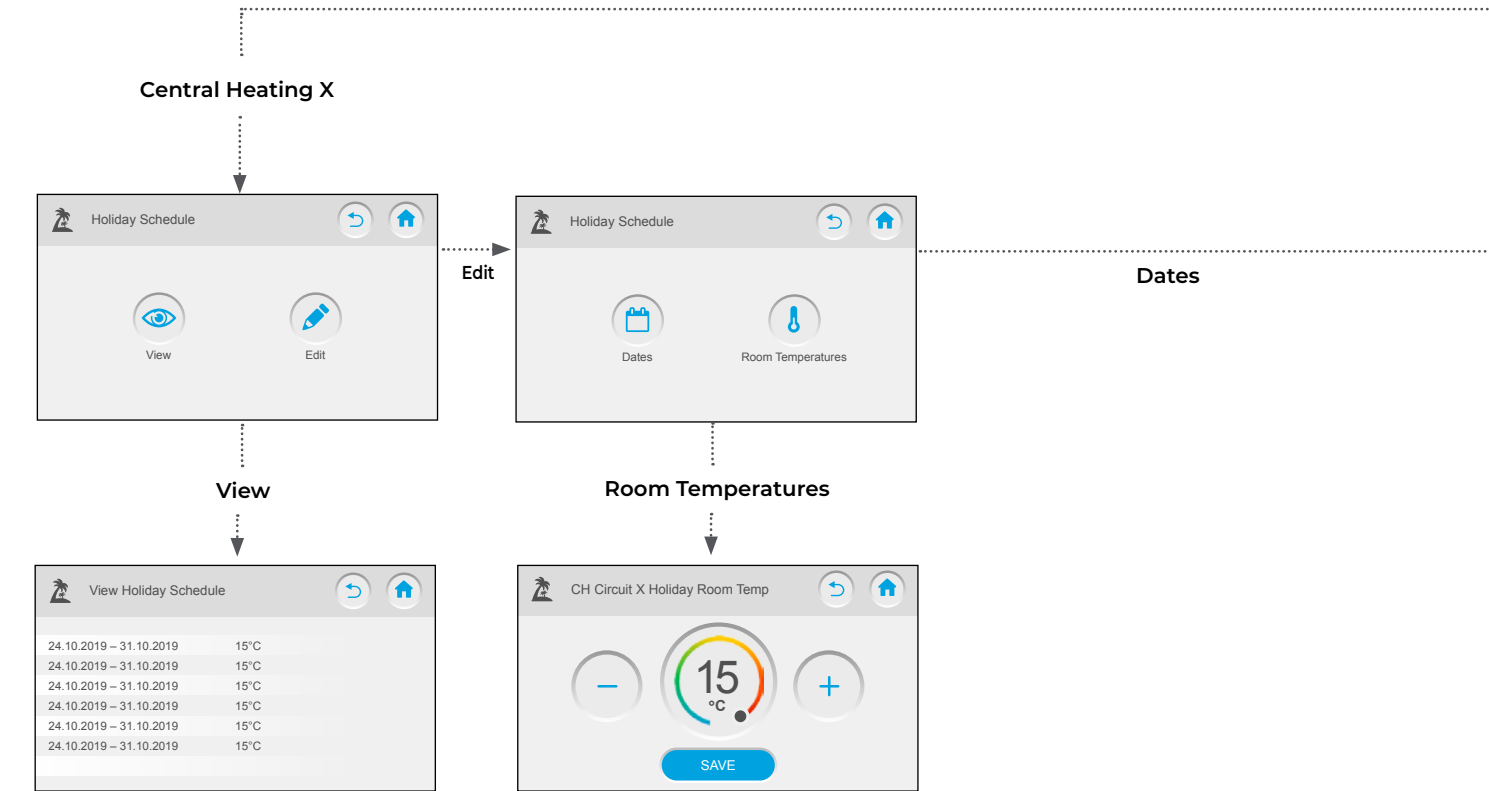 Central Heating X
Holiday Schedule
View
Edit
Edit
Holiday Schedule
Dates
Room Temperatures
Dates
View
Room Temperatures
View Holiday Schedule
24.10.2019 – 31.10.2019 15°C
24.10.2019 – 31.10.2019 15°C
24.10.2019 – 31.10.2019 15°C
24.10.2019 – 31.10.2019 15°C
24.10.2019 – 31.10.2019 15°C
24.10.2019 – 31.10.2019 15°C
CH Circuit X Holiday Room Temp
–
15
°C
+
SAVE